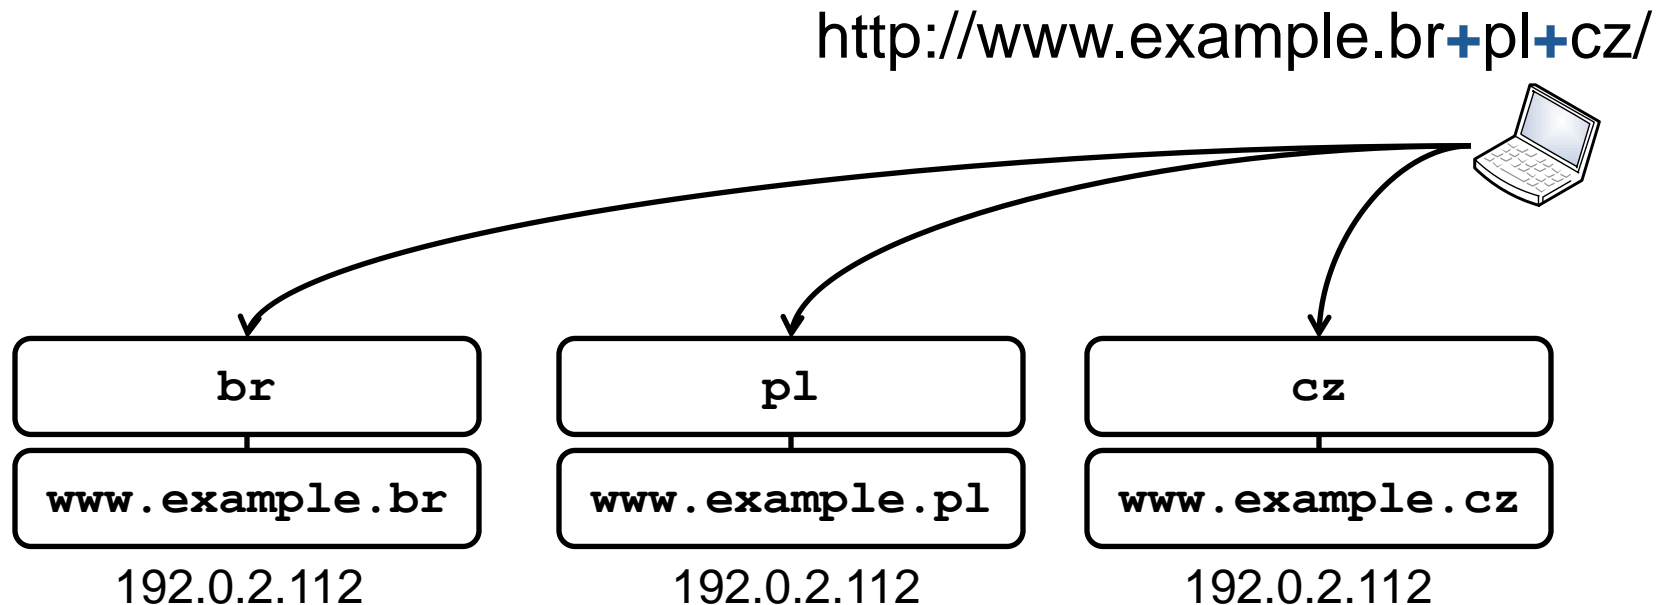 http://www.example.br+pl+cz/
br pl cz
www.example.br www.example.pl www.example.cz
192.0.2.112 192.0.2.112 192.0.2.112